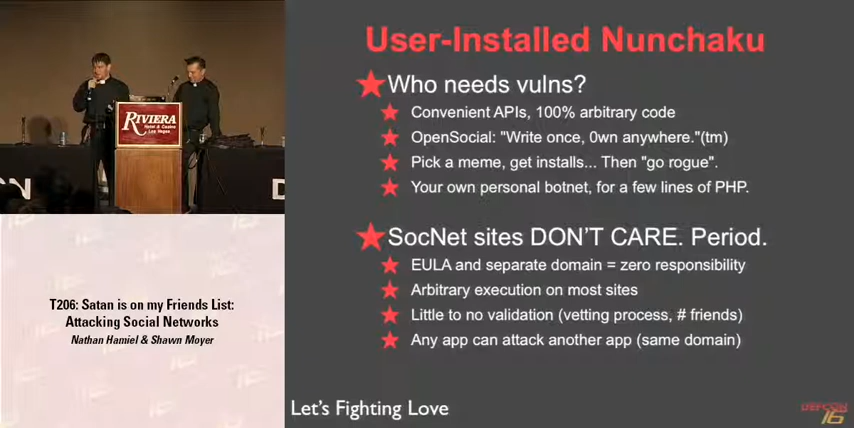 RIVIERA
Hotel & Casino
Las Vegas
CON
D
T206: Satan is on my Friends List:
Attacking Social Networks
Nathan Hamiel & Shawn Moyer
User-Installed Nunchaku
Who needs vulns?
Convenient APIs, 100% arbitrary code
OpenSocial: "Write once, 0wn anywhere."(tm)
Pick a meme, get installs... Then "go rogue".
Your own personal botnet, for a few lines of PHP.
SocNet sites DON'T CARE. Period.
EULA and separate domain = zero responsibility
Arbitrary execution on most sites
Little to no validation (vetting process, # friends)
Any app can attack another app (same domain)
Let's Fighting Love
DEFCON
16